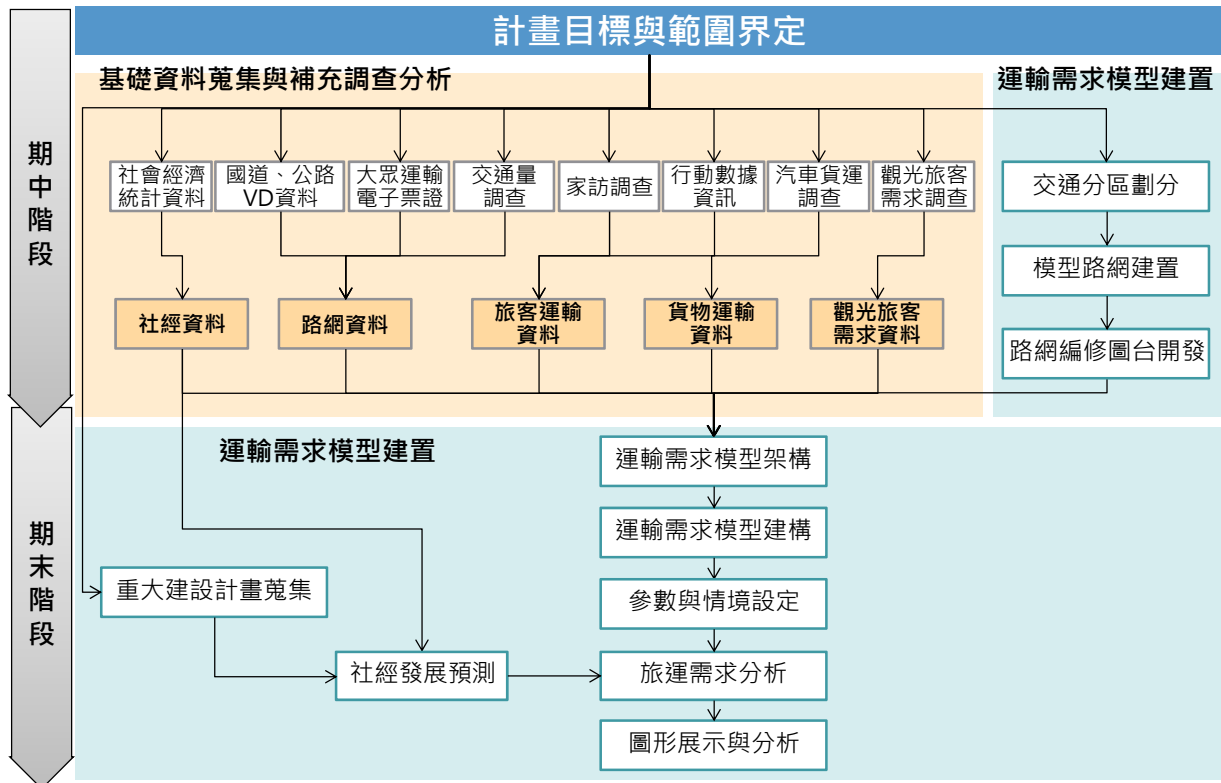 計畫目標與範圍界定
基礎資料蒐集與補充調查分析
運輸需求模型建置
期中階段
社會經濟
統計資料
國道、公路
VD資料
大眾運輸
電子票證
交通量
調查
家訪調查
行動數據
資訊
汽車貨運
調查
觀光旅客
需求調查
交通分區劃分
模型路網建置
社經資料
路網資料
旅客運輸
資料
貨物運輸
資料
觀光旅客
需求資料
路網編修圖台開發
運輸需求模型建置
期末階段
運輸需求模型架構
運輸需求模型建構
重大建設計畫蒐集
參數與情境設定
社經發展預測
旅運需求分析
圖形展示與分析